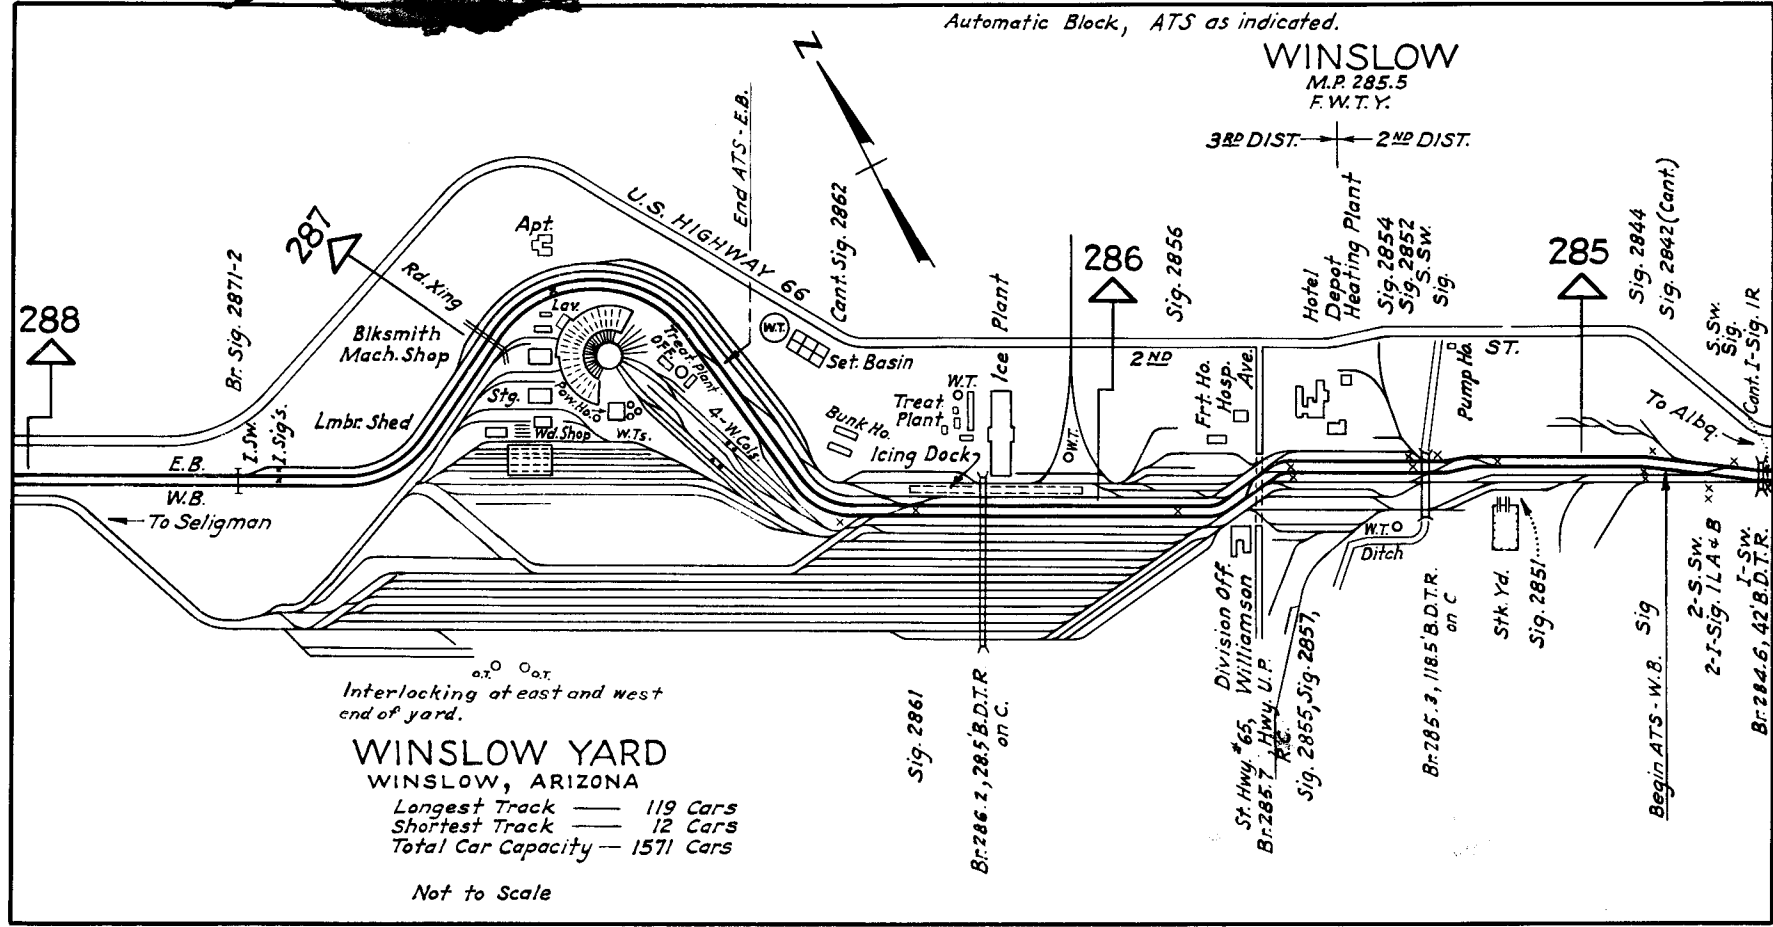 Automatic Block, ATS as indicated.
WINSLOW
M.P. 285.5
F.W.T.Y.
3RD DIST.
2ND DIST.
N
288
287
286
285
Br. Sig. 2871-2
Rd. Xing
Apt.
U.S. HIGHWAY 66
End ATS-E.B.
Cant. Sig. 2862
Blksmith
Mach. Shop
Lav.
Treat. Plant
OFF.
W.T.
Set. Basin
Ice Plant
Sig. 2856
2ND
ST.
Hotel
Depot
Heating Plant
Sig. 2854
Sig. 2852
S. Sw.
Sig.
Sig. 2844
Sig. 2842 (Cant.)
S. Sw.
Sig.
Cant. I-Sig. 1R
To Albq.
Pump Ho.
Frt. Ho.
Hosp.
Ave.
W.T.
Treat.
Plant
Bunk Ho.
Icing Dock
W.T.
Stg.
Pow. Ho.
Lmbr. Shed
Wd. Shop
W.Ts.
4-W. Cols.
I. Sw.
I. Sig's.
E.B.
W.B.
To Seligman
W.T.
Ditch
O.T.
O.T.
Interlocking at east and west
end of yard.
WINSLOW YARD
WINSLOW, ARIZONA
Longest Track — 119 Cars
Shortest Track — 12 Cars
Total Car Capacity — 1571 Cars
Not to Scale
Sig. 2861
Br. 286.2, 28.5' B.D.T.R.
on C.
Division Off.
St. Hwy. #65, Williamson
Br. 285.7, Hwy. U.P.
R.C.
Sig. 2855, Sig. 2857,
Br. 285.3, 118.5' B.D.T.R.
on C
Stk. Yd.
Sig. 2851
Begin ATS-W.B. Sig
2-S. Sw.
2-I-Sig. 1LA & B
I-Sw.
Br. 284.6, 42' B.D.T.R.